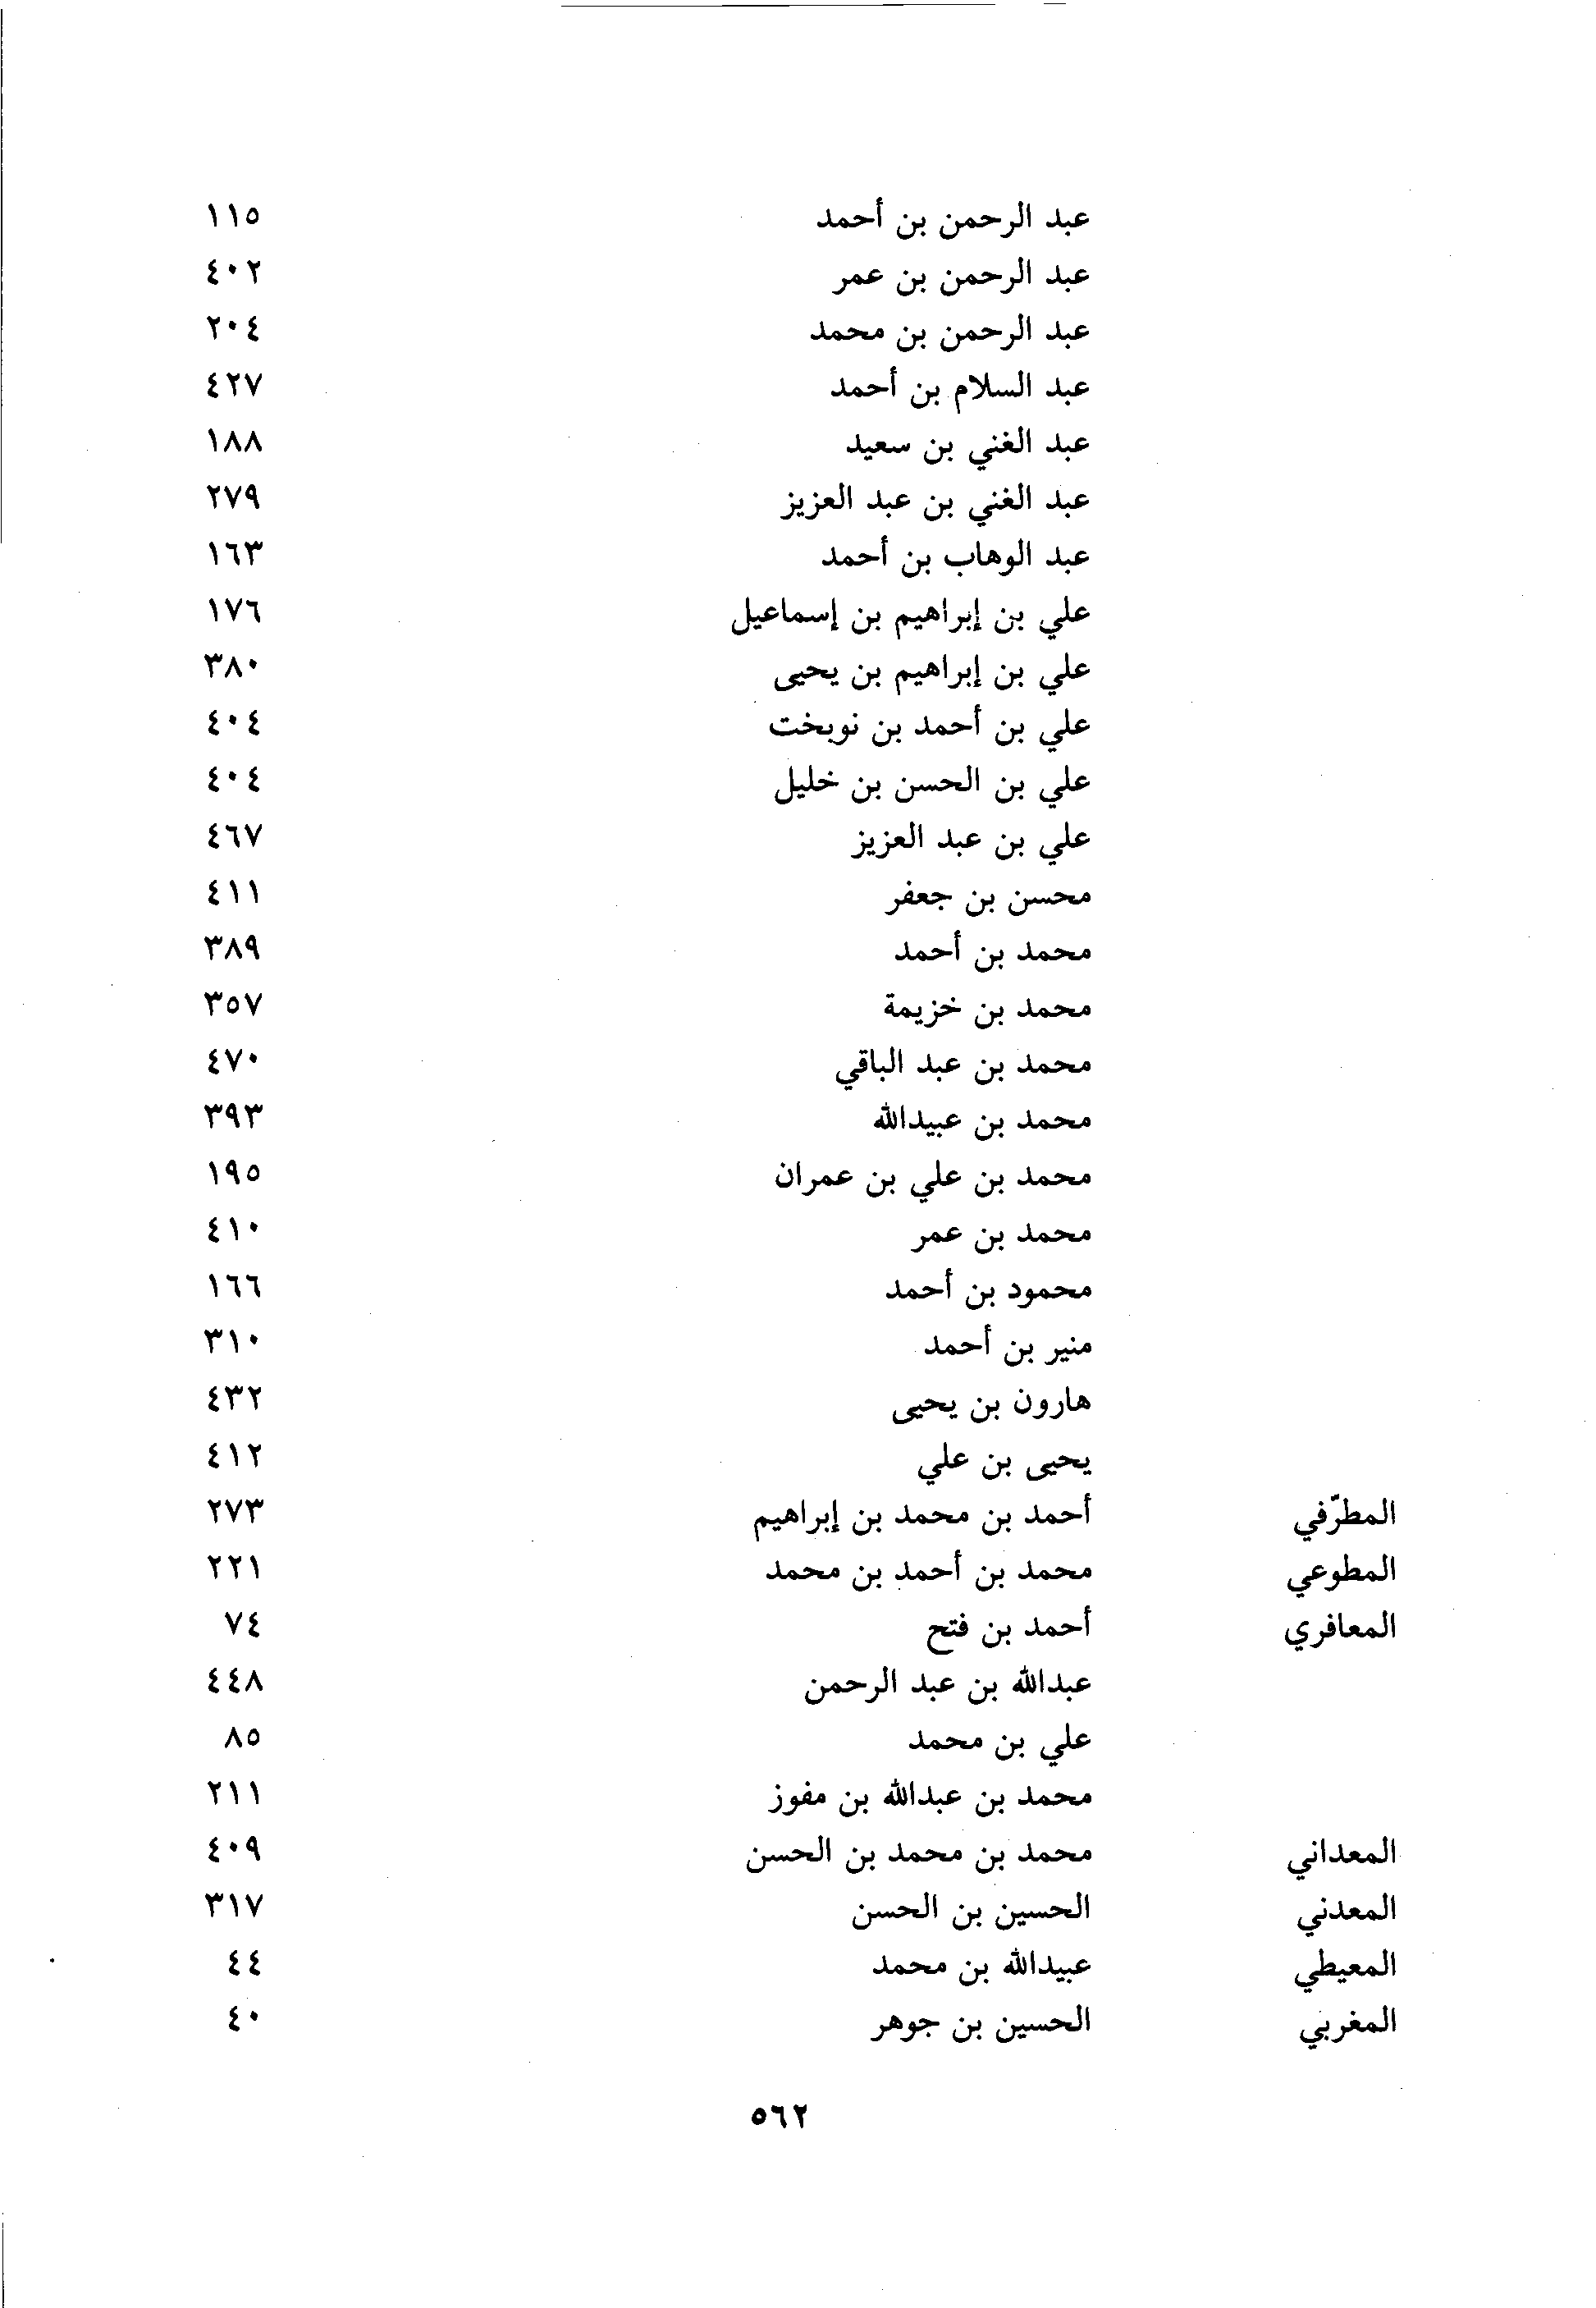 عبد الرحمن بن أحمد ١١٥
عبد الرحمن بن عمر ٤٠٢
عبد الرحمن بن محمد ٢٠٤
عبد السلام بن أحمد ٤٢٧
عبد الغني بن سعيد ١٨٨
عبد الغني بن عبد العزيز ٢٧٩
عبد الوهاب بن أحمد ١٦٣
علي بن إبراهيم بن إسماعيل ١٧٦
علي بن إبراهيم بن يحيى ٣٨٠
علي بن أحمد بن نوبخت ٤٠٤
علي بن الحسن بن خليل ٤٠٤
علي بن عبد العزيز ٤٦٧
محسن بن جعفر ٤١١
محمد بن أحمد ٣٨٩
محمد بن خزيمة ٣٥٧
محمد بن عبد الباقي ٤٧٠
محمد بن عبيدالله ٣٩٣
محمد بن علي بن عمران ١٩٥
محمد بن عمر ٤١٠
محمود بن أحمد ١٦٦
منير بن أحمد ٣١٠
هارون بن يحيى ٤٣٢
يحيى بن علي ٤١٢
المطرّفي أحمد بن محمد بن إبراهيم ٢٧٣
المطوعي محمد بن أحمد بن محمد ٢٢١
المعافري أحمد بن فتح ٧٤
عبدالله بن عبد الرحمن ٤٤٨
علي بن محمد ٨٥
محمد بن عبدالله بن مفوز ٢١١
المعداني محمد بن محمد بن الحسن ٤٠٩
المعدني الحسين بن الحسن ٣١٧
المعيطي عبيدالله بن محمد ٤٤
المغربي الحسين بن جوهر ٤٠
٥٦٢